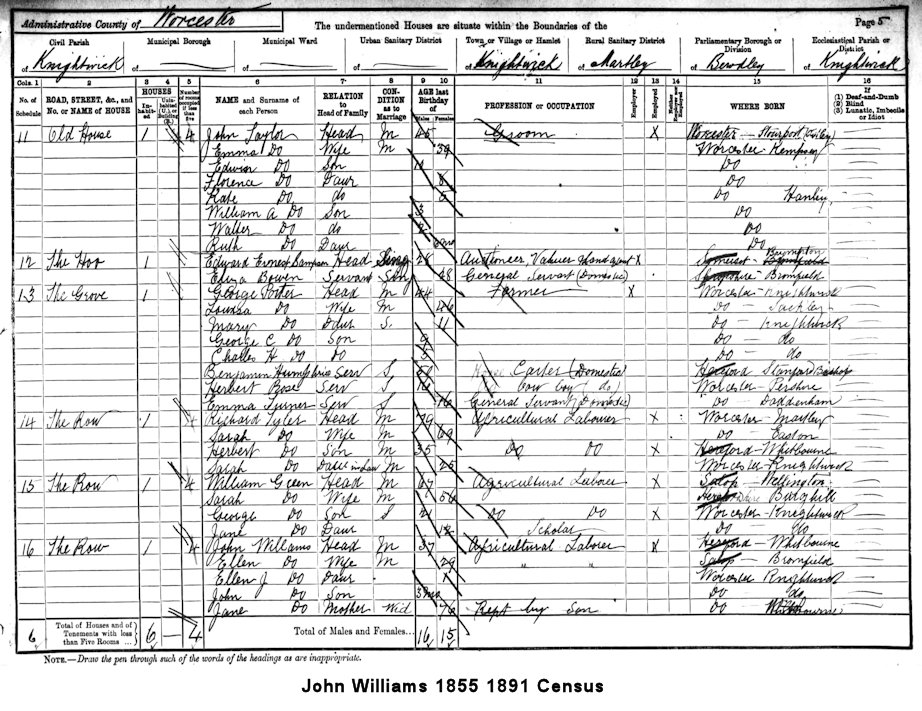 Administrative County of Worcester
The undermentioned Houses are situate within the Boundaries of the
Page 5
Civil Parish of Knightwick
Municipal Borough of
Municipal Ward of
Urban Sanitary District of
Town or Village or Hamlet of Knightwick
Rural Sanitary District of Martley
Parliamentary Borough or Division of Bewdley
Ecclesiastical Parish or District of Knightwick
Cols. 1 2 3 4 5 6 7 8 9 10 11 12 13 14 15 16
No. of Schedule
ROAD, STREET, &c., and No. or NAME of HOUSE
HOUSES
Inhabited
Uninhabited (U.), or Building (B.)
Number of rooms occupied if less than five
NAME and Surname of each Person
RELATION to Head of Family
CONDITION as to Marriage
AGE last Birthday of
Males Females
PROFESSION or OCCUPATION
Employer
Employed
Neither Employer nor Employed
WHERE BORN
If
(1) Deaf-and-Dumb
(2) Blind
(3) Lunatic, Imbecile or Idiot
11 Old House 1 4 John Taylor Head M 45 Groom X Worcester - Stourport
Emma Do Wife M 39 Worcester Kempsey
Edwin Do Son Do
Florence Do Daur Do
Kate Do do Do Hanley
William A Do Son 3 Do
Walter Do do Do
Ruth Do Daur Do
12 The Hoo 1 Edward Ernest Head Sing 28 Auctioneer Valuer Land agent X Somerset
Eliza Bowen Servant Sing 28 General Servant (Domestic) Shropshire - Bromfield
13 The Grove 1 George Head M 44 Farmer X Worcester - Knightwick
Louisa Do Wife M 46 Do -
Mary Do Daur S. 11 Do - Knightwick
George C Do Son 9 Do - do
Charles H Do do Do - do
Benjamin Humphries Serv S Carter (Domestic) Hereford Stanford Bishop
Herbert Rose Serv S 16 Cow boy (do) Worcester - Pershore
Emma Turner Serv S 16 General Servant (Domestic) Do - Doddenham
14 The Row 1 4 Richard Tyler Head M 79 Agricultural Labourer X Worcester - Martley
Sarah Do Wife M 69 Do - Easton
Herbert Do Son M 35 Do Do X Hereford - Whitbourne
Sarah Do Daur in Law M 25 Worcester - Knightwick
15 The Row 1 4 William Green Head M 67 Agricultural Labourer X Salop - Wellington
Sarah Do Wife M 56
George Do Son S 21 Do Do X Worcester - Knightwick
Jane Do Daur 12 Scholar Do do
16 The Row 1 4 John Williams Head M 37 Agricultural Laborer X Hereford - Whitbourne
Ellen Do Wife M 29 " " Salop - Bromfield
Ellen J Do Daur 1 Worcester Knightwick
John Do Son 3 mos Do do
Jane Do Mother Wid 76 Kept by Son Do Whitbourne
6 Total of Houses and of Tenements with less than Five Rooms ... 6 — 4 Total of Males and Females... 16 15
NOTE.—Draw the pen through such of the words of the headings as are inappropriate.
John Williams 1855 1891 Census